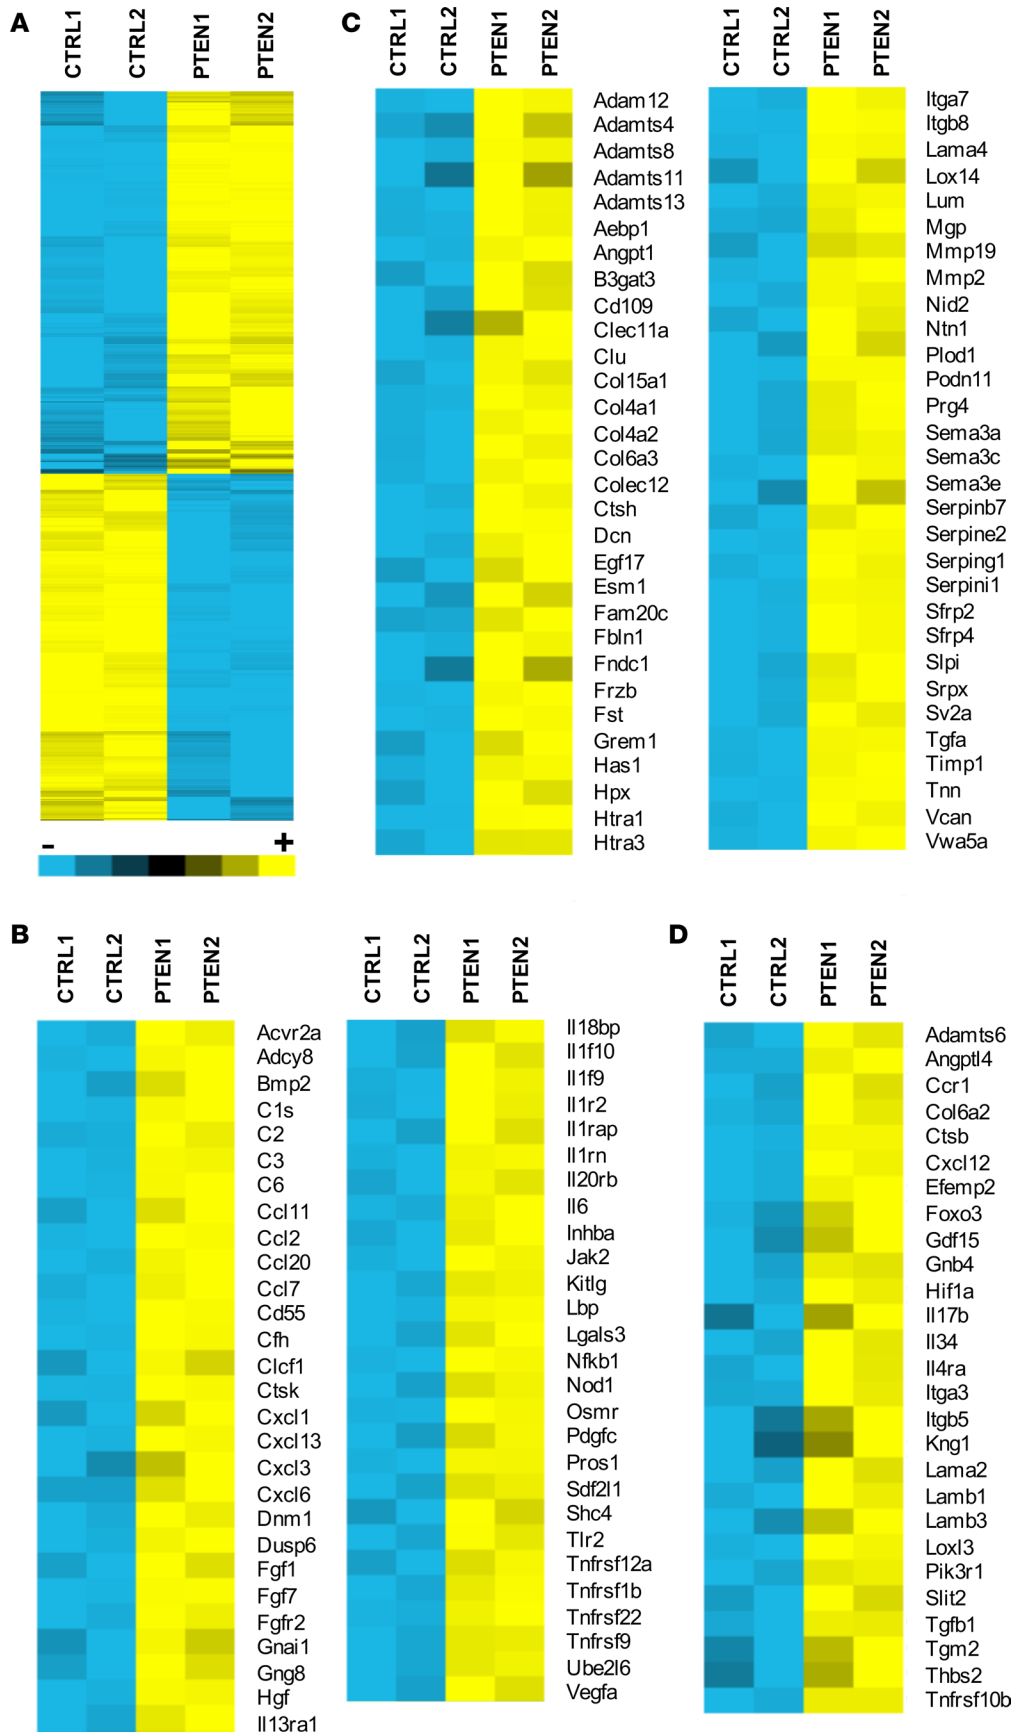 A
CTRL1
CTRL2
PTEN1
PTEN2
-
+
C
CTRL1
CTRL2
PTEN1
PTEN2
Adam12
Adamts4
Adamts8
Adamts11
Adamts13
Aebp1
Angpt1
B3gat3
Cd109
Clec11a
Clu
Col15a1
Col4a1
Col4a2
Col6a3
Colec12
Ctsh
Dcn
Egf17
Esm1
Fam20c
Fbln1
Fndc1
Frzb
Fst
Grem1
Has1
Hpx
Htra1
Htra3
CTRL1
CTRL2
PTEN1
PTEN2
Itga7
Itgb8
Lama4
Lox14
Lum
Mgp
Mmp19
Mmp2
Nid2
Ntn1
Plod1
Podn11
Prg4
Sema3a
Sema3c
Sema3e
Serpinb7
Serpine2
Serping1
Serpini1
Sfrp2
Sfrp4
Slpi
Srpx
Sv2a
Tgfa
Timp1
Tnn
Vcan
Vwa5a
B
CTRL1
CTRL2
PTEN1
PTEN2
Acvr2a
Adcy8
Bmp2
C1s
C2
C3
C6
Ccl11
Ccl2
Ccl20
Ccl7
Cd55
Cfh
Clcf1
Ctsk
Cxcl1
Cxcl13
Cxcl3
Cxcl6
Dnm1
Dusp6
Fgf1
Fgf7
Fgfr2
Gnai1
Gng8
Hgf
Il13ra1
CTRL1
CTRL2
PTEN1
PTEN2
Il18bp
Il1f10
Il1f9
Il1r2
Il1rap
Il1rn
Il20rb
Il6
Inhba
Jak2
Kitlg
Lbp
Lgals3
Nfkb1
Nod1
Osmr
Pdgfc
Pros1
Sdf2l1
Shc4
Tlr2
Tnfrsf12a
Tnfrsf1b
Tnfrsf22
Tnfrsf9
Ube2l6
Vegfa
D
CTRL1
CTRL2
PTEN1
PTEN2
Adamts6
Angptl4
Ccr1
Col6a2
Ctsb
Cxcl12
Efemp2
Foxo3
Gdf15
Gnb4
Hif1a
Il17b
Il34
Il4ra
Itga3
Itgb5
Kng1
Lama2
Lamb1
Lamb3
Loxl3
Pik3r1
Slit2
Tgfb1
Tgm2
Thbs2
Tnfrsf10b